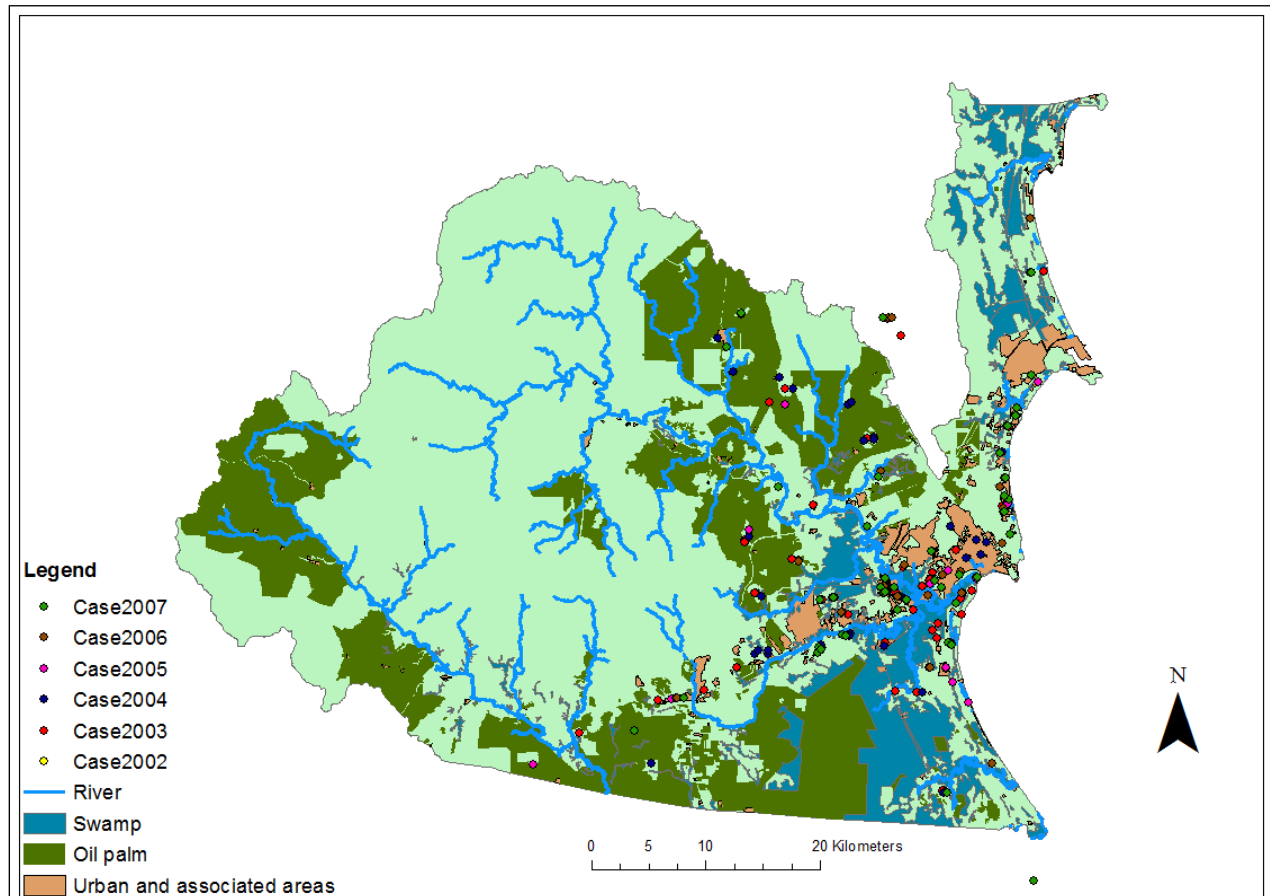 N
Legend
Case2007
Case2006
Case2005
Case2004
Case2003
Case2002
River
Swamp
Oil palm
Urban and associated areas
0 5 10 20 Kilometers